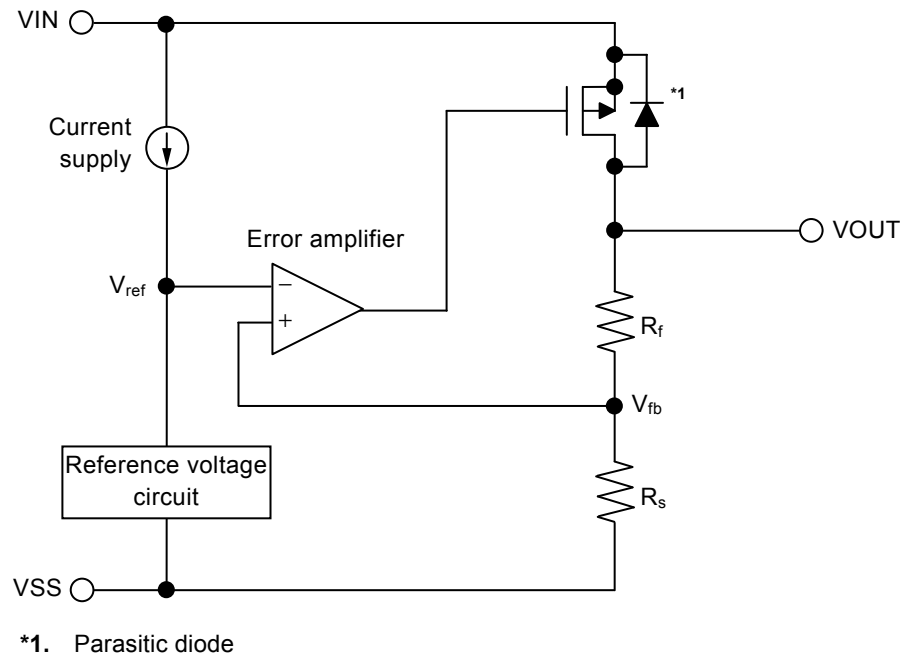 VIN
*1
Current
supply
Error amplifier
VOUT
Vref
−
+
Rf
Vfb
Reference voltage
circuit
Rs
VSS
*1. Parasitic diode